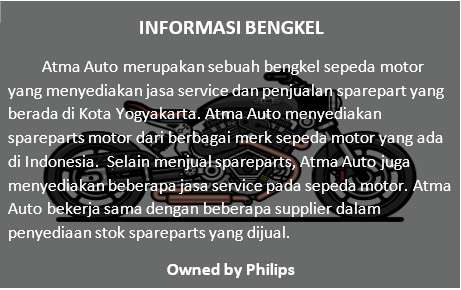 INFORMASI BENGKEL
Atma Auto merupakan sebuah bengkel sepeda motor
yang menyediakan jasa service dan penjualan sparepart yang
berada di Kota Yogyakarta. Atma Auto menyediakan
spareparts motor dari berbagai merk sepeda motor yang ada
di Indonesia. Selain menjual spareparts, Atma Auto juga
menyediakan beberapa jasa service pada sepeda motor. Atma
Auto bekerja sama dengan beberapa supplier dalam
penyediaan stok spareparts yang dijual.
Owned by Philips